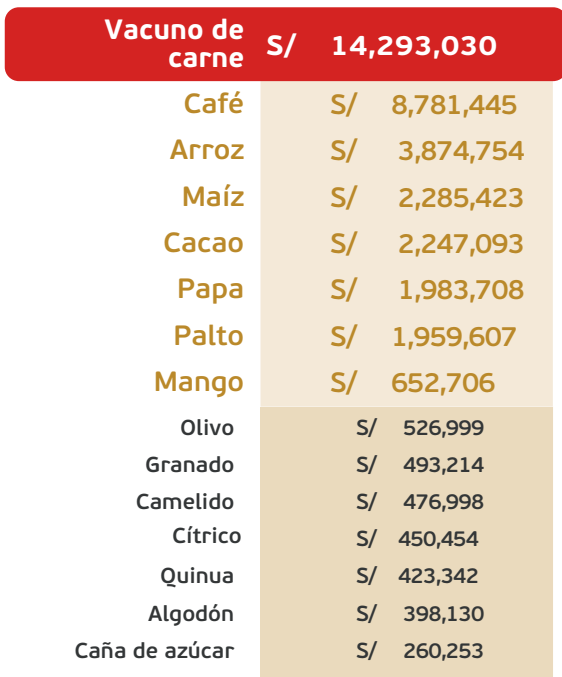 Vacuno de carne S/ 14,293,030
Café S/ 8,781,445
Arroz S/ 3,874,754
Maíz S/ 2,285,423
Cacao S/ 2,247,093
Papa S/ 1,983,708
Palto S/ 1,959,607
Mango S/ 652,706
Olivo S/ 526,999
Granado S/ 493,214
Camelido S/ 476,998
Cítrico S/ 450,454
Quinua S/ 423,342
Algodón S/ 398,130
Caña de azúcar S/ 260,253